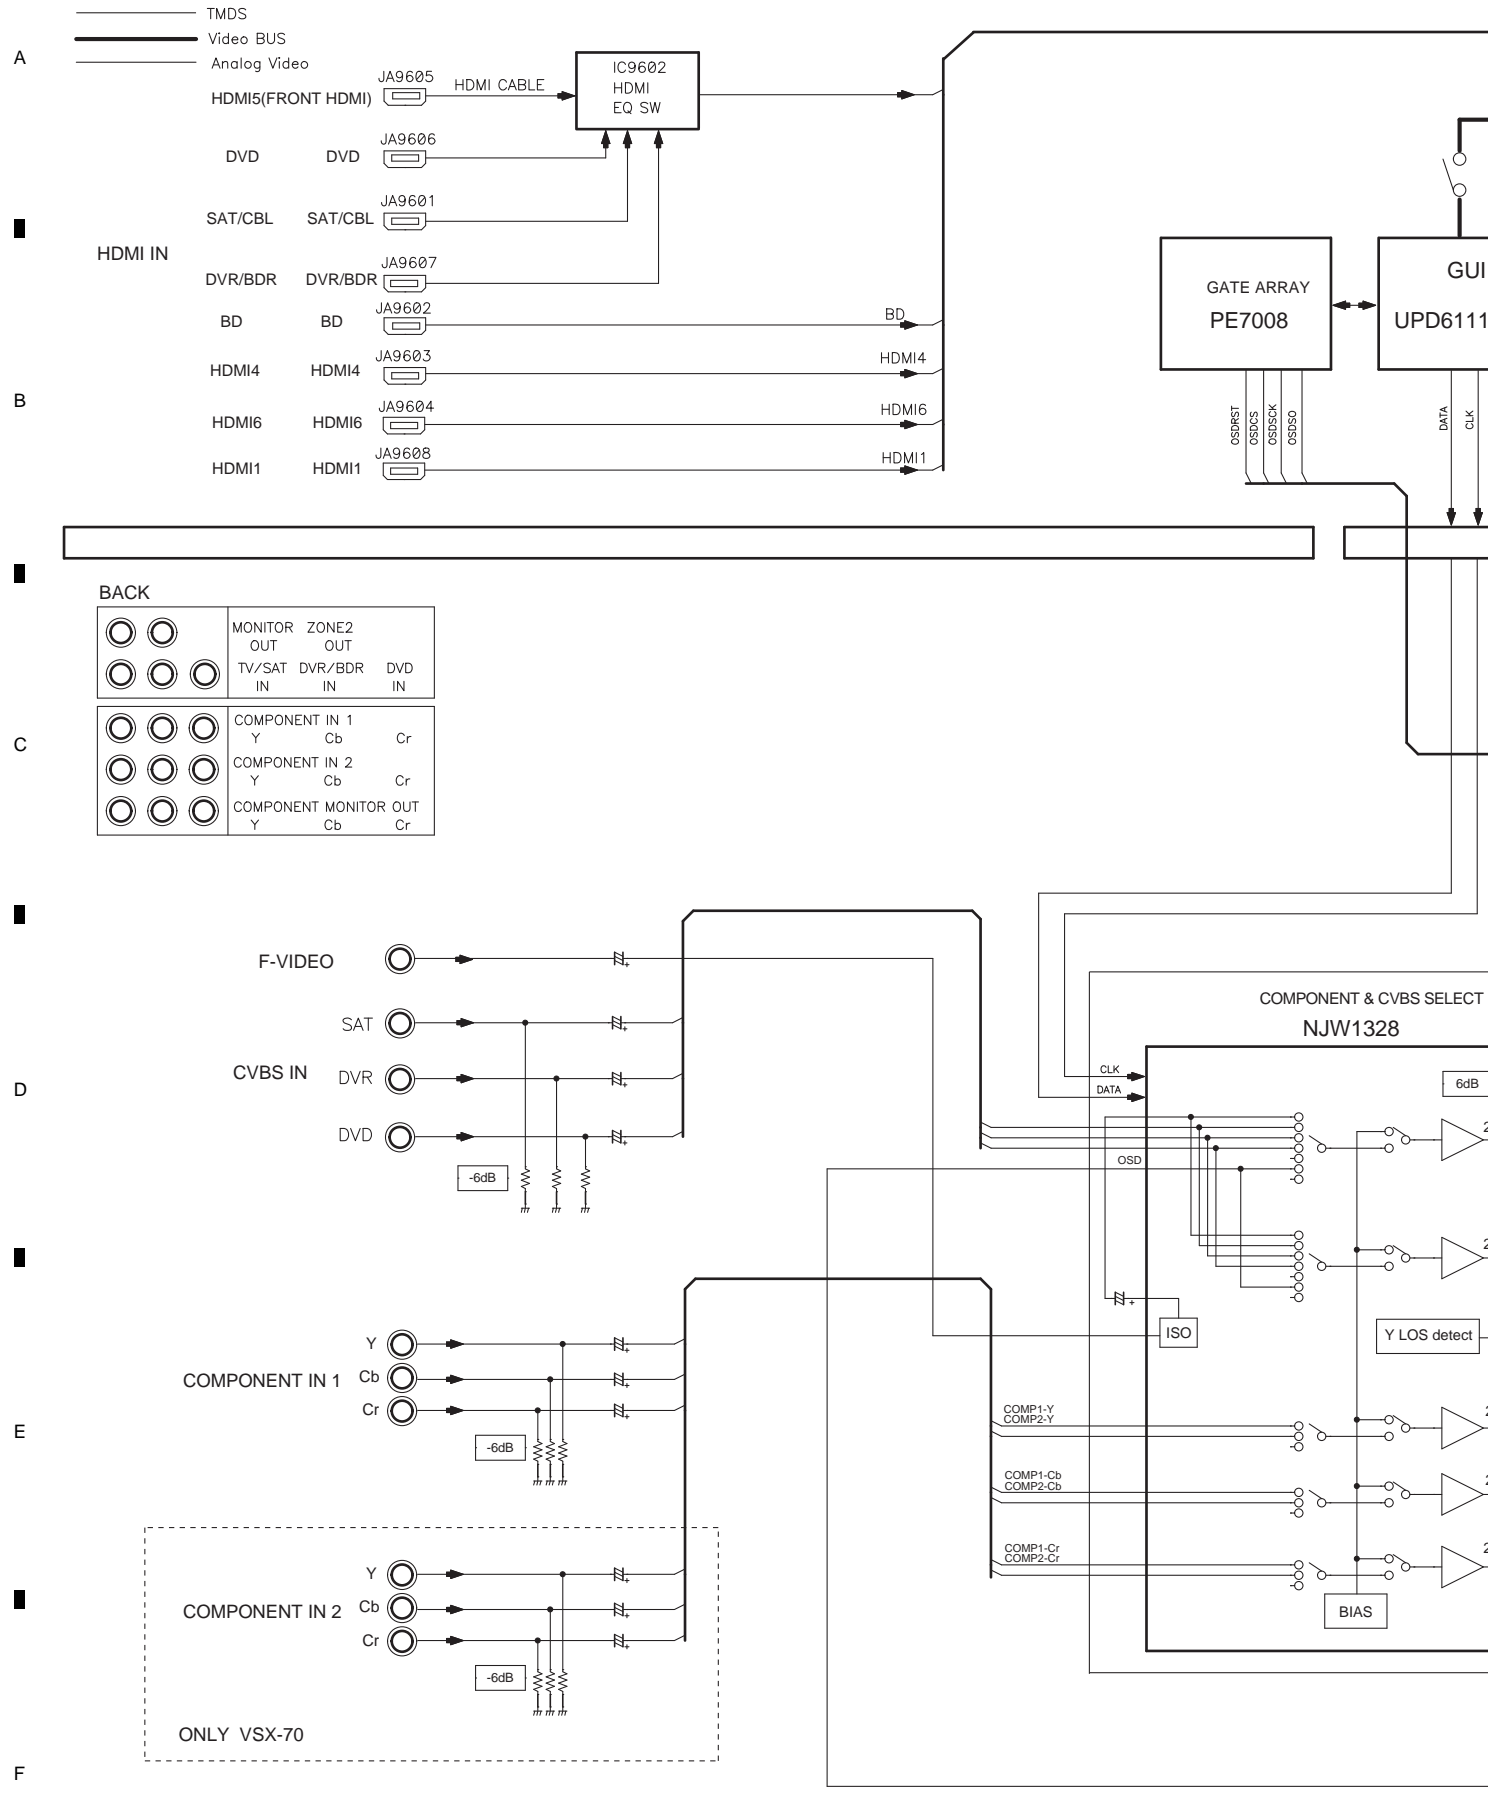 TMDS
Video BUS
Analog Video
A
JA9605
HDMI5(FRONT HDMI)
HDMI CABLE
IC9602
HDMI
EQ SW
JA9606
DVD DVD
JA9601
SAT/CBL SAT/CBL
HDMI IN
JA9607
DVR/BDR DVR/BDR
JA9602
BD BD
BD
JA9603
HDMI4 HDMI4
HDMI4
B
JA9604
HDMI6 HDMI6
HDMI6
JA9608
HDMI1 HDMI1
HDMI1
GATE ARRAY
PE7008
GUI
UPD6111
OSDRST
OSDCS
OSDSCK
OSDSO
DATA
CLK
BACK
MONITOR ZONE2
OUT OUT
TV/SAT DVR/BDR DVD
IN IN IN
C
COMPONENT IN 1
Y Cb Cr
COMPONENT IN 2
Y Cb Cr
COMPONENT MONITOR OUT
Y Cb Cr
F-VIDEO
SAT
CVBS IN
DVR
DVD
-6dB
D
COMPONENT & CVBS SELECT
NJW1328
CLK
DATA
6dB
2
OSD
2
ISO
Y LOS detect
E
Y
COMPONENT IN 1
Cb
Cr
-6dB
COMP1-Y
COMP2-Y
2
COMP1-Cb
COMP2-Cb
2
COMP1-Cr
COMP2-Cr
2
BIAS
Y
COMPONENT IN 2
Cb
Cr
-6dB
ONLY VSX-70
F